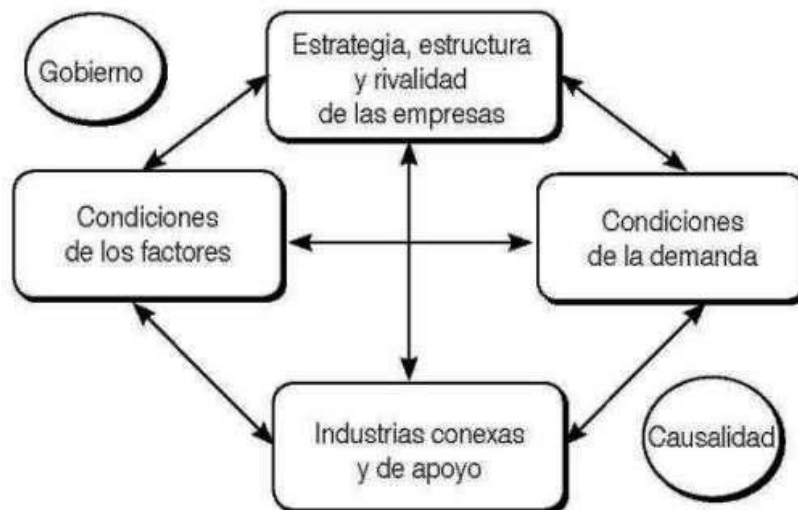 Gobierno
Estrategia, estructura
y rivalidad
de las empresas
Condiciones
de los factores
Condiciones
de la demanda
Industrias conexas
y de apoyo
Causalidad